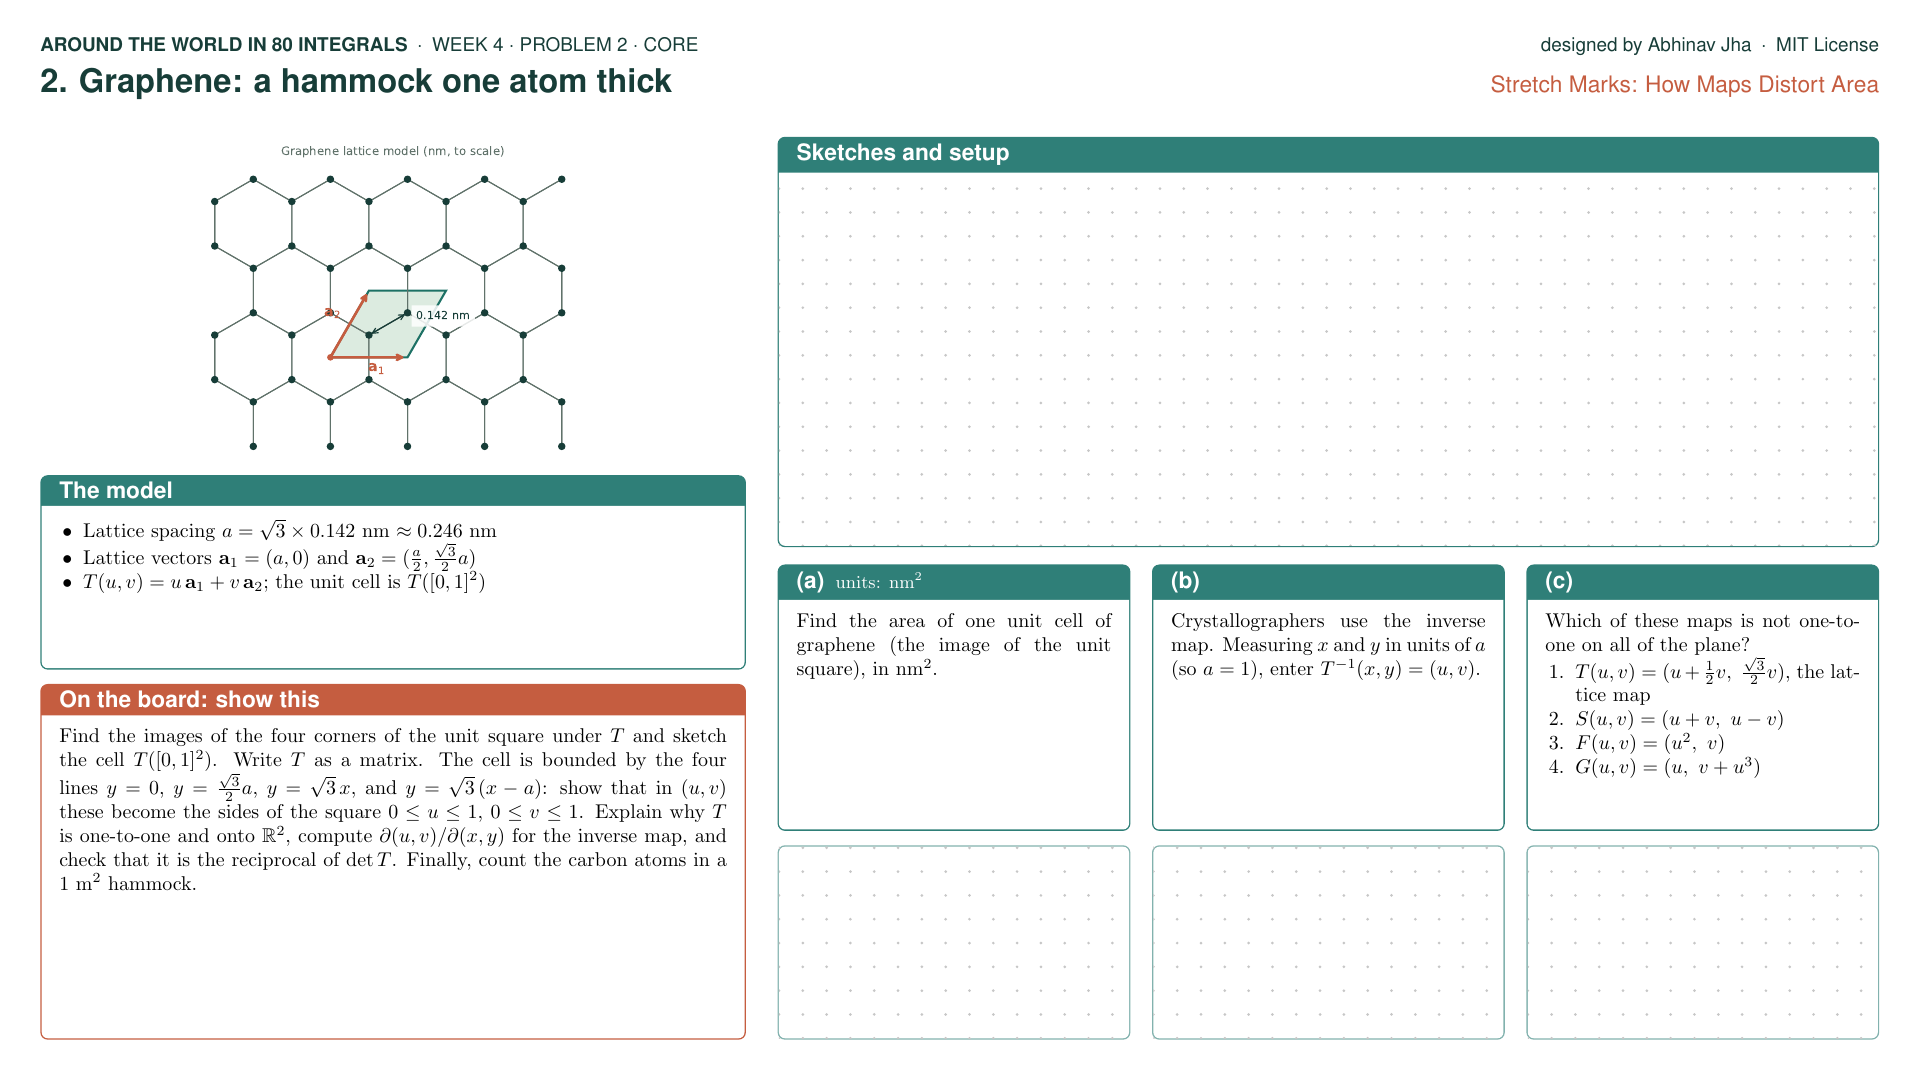 AROUND THE WORLD IN 80 INTEGRALS · WEEK 4 · PROBLEM 2 · CORE
designed by Abhinav Jha · MIT License
2. Graphene: a hammock one atom thick
Stretch Marks: How Maps Distort Area
Graphene lattice model (nm, to scale)
a₂
0.142 nm
a₁
The model
• Lattice spacing a = √3 × 0.142 nm ≈ 0.246 nm
• Lattice vectors a₁ = (a, 0) and a₂ = (a/2, √3/2 a)
• T(u, v) = u a₁ + v a₂; the unit cell is T([0, 1]²)
On the board: show this
Find the images of the four corners of the unit square under T and sketch
the cell T([0, 1]²). Write T as a matrix. The cell is bounded by the four
lines y = 0, y = √3/2 a, y = √3 x, and y = √3 (x − a): show that in (u, v)
these become the sides of the square 0 ≤ u ≤ 1, 0 ≤ v ≤ 1. Explain why T
is one-to-one and onto ℝ², compute ∂(u, v)/∂(x, y) for the inverse map, and
check that it is the reciprocal of det T. Finally, count the carbon atoms in a
1 m² hammock.
Sketches and setup
(a) units: nm²
Find the area of one unit cell of
graphene (the image of the unit
square), in nm².
(b)
Crystallographers use the inverse
map. Measuring x and y in units of a
(so a = 1), enter T⁻¹(x, y) = (u, v).
(c)
Which of these maps is not one-to-
one on all of the plane?
1. T(u, v) = (u + ½v, √3/2 v), the lat-
tice map
2. S(u, v) = (u + v, u − v)
3. F(u, v) = (u², v)
4. G(u, v) = (u, v + u³)